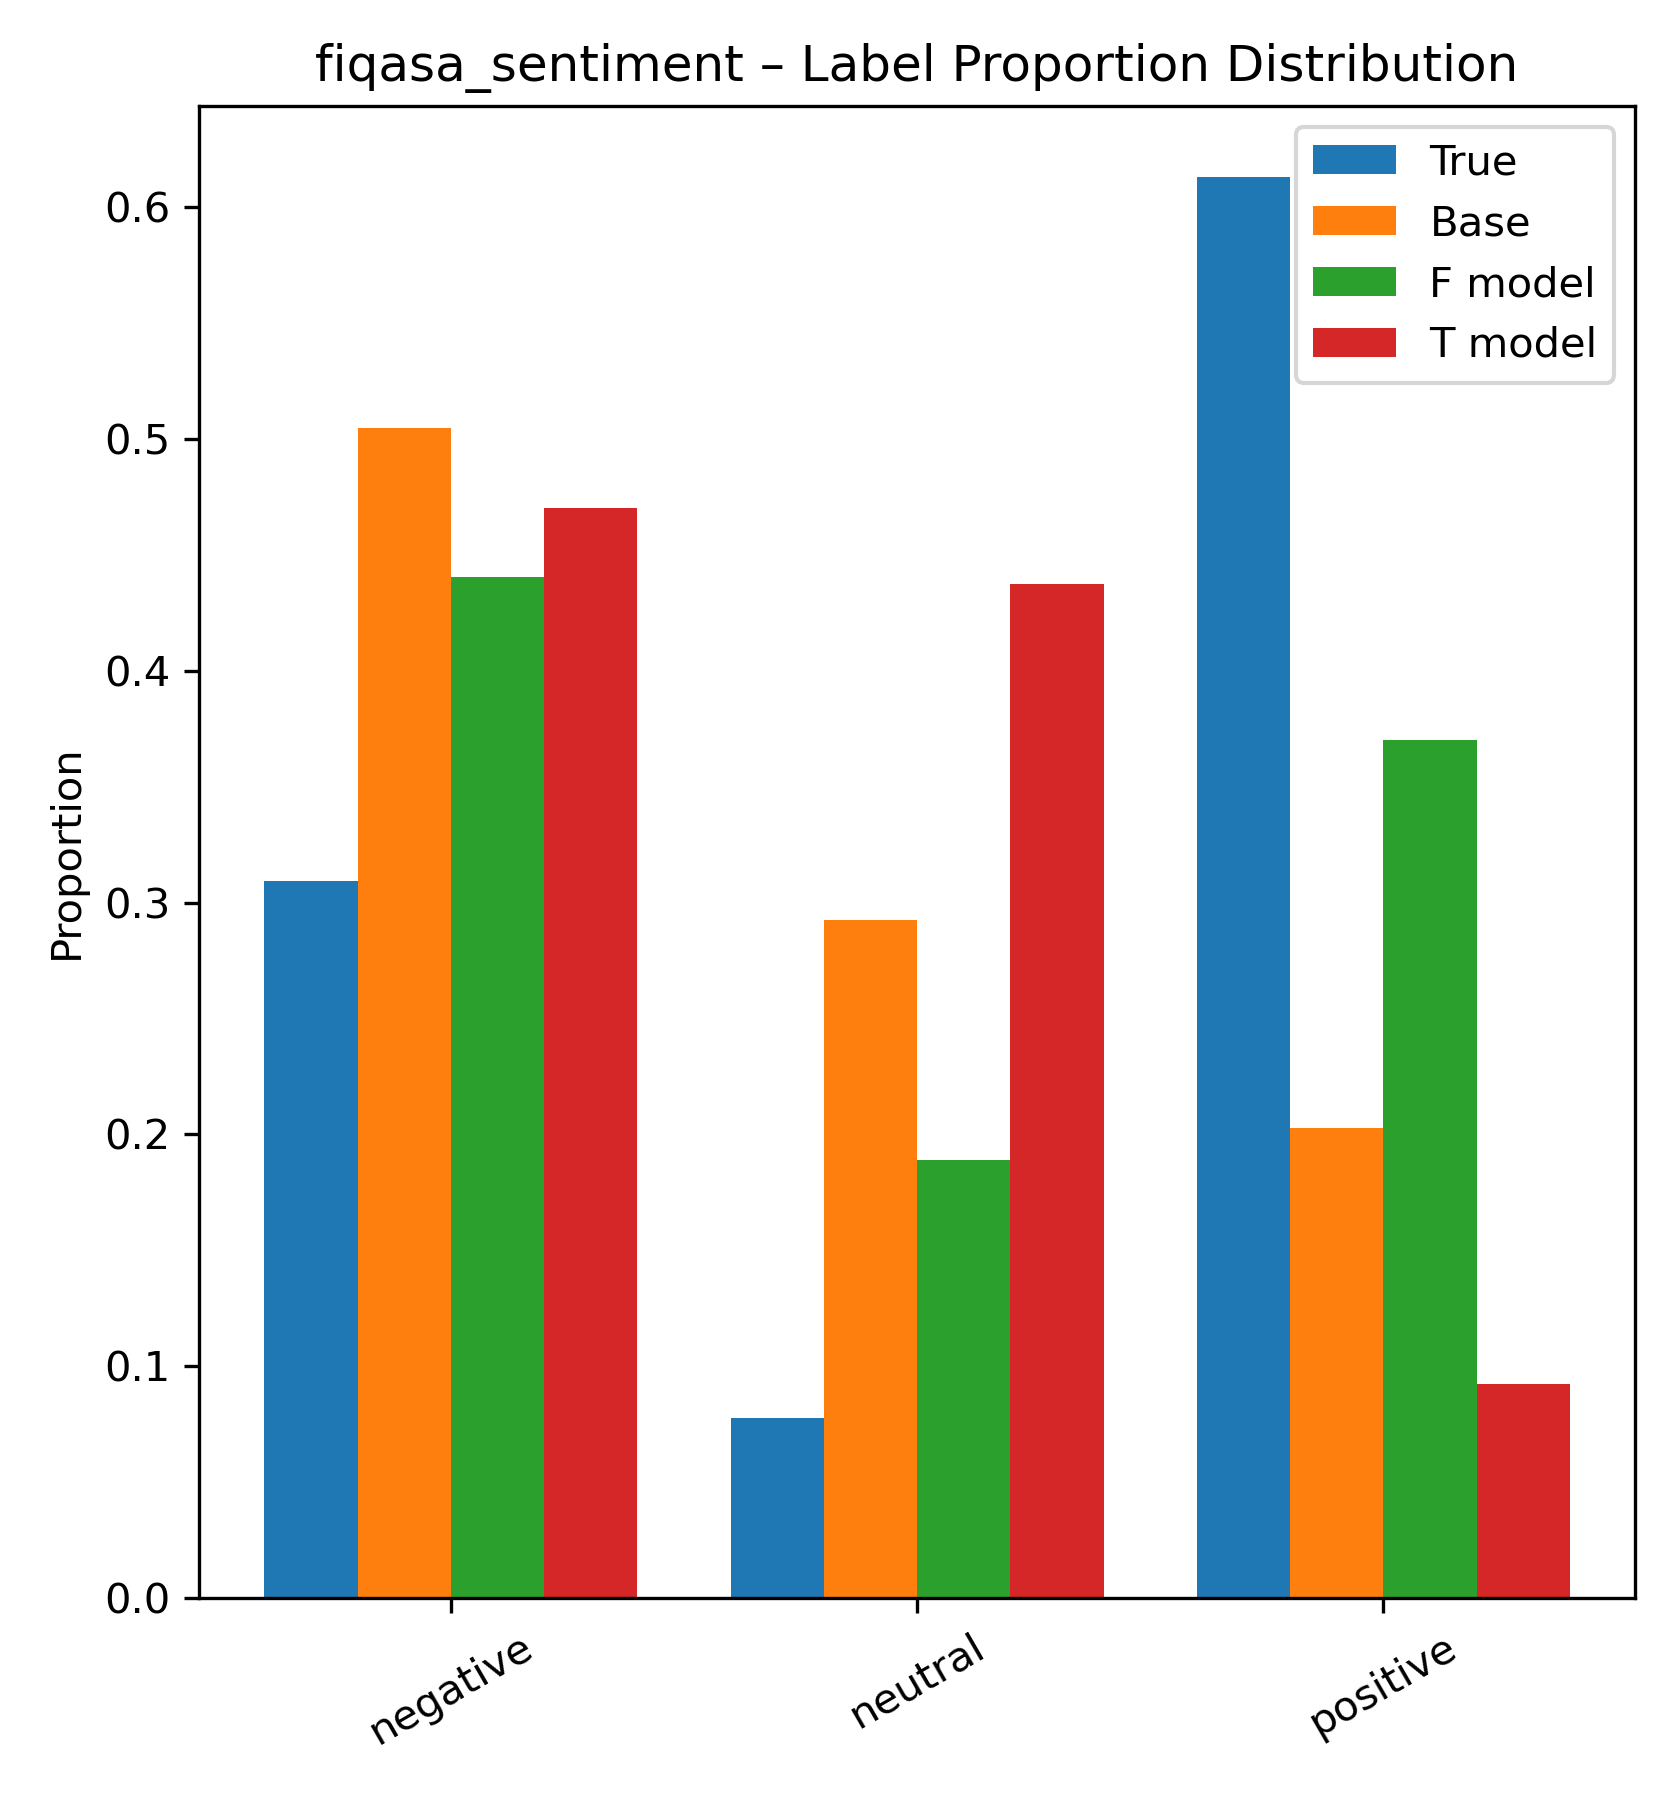 fiqasa_sentiment – Label Proportion Distribution
True
Base
F model
T model
Proportion
0.6
0.5
0.4
0.3
0.2
0.1
0.0
negative
neutral
positive